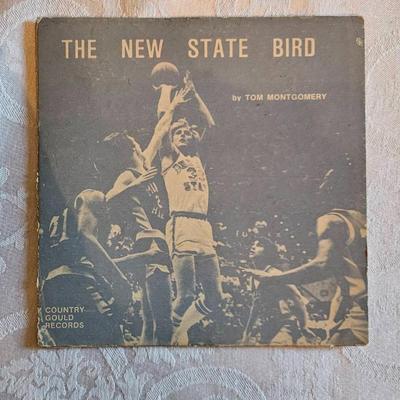 THE NEW STATE BIRD
by TOM MONTGOMERY
COUNTRY
GOULD
RECORDS